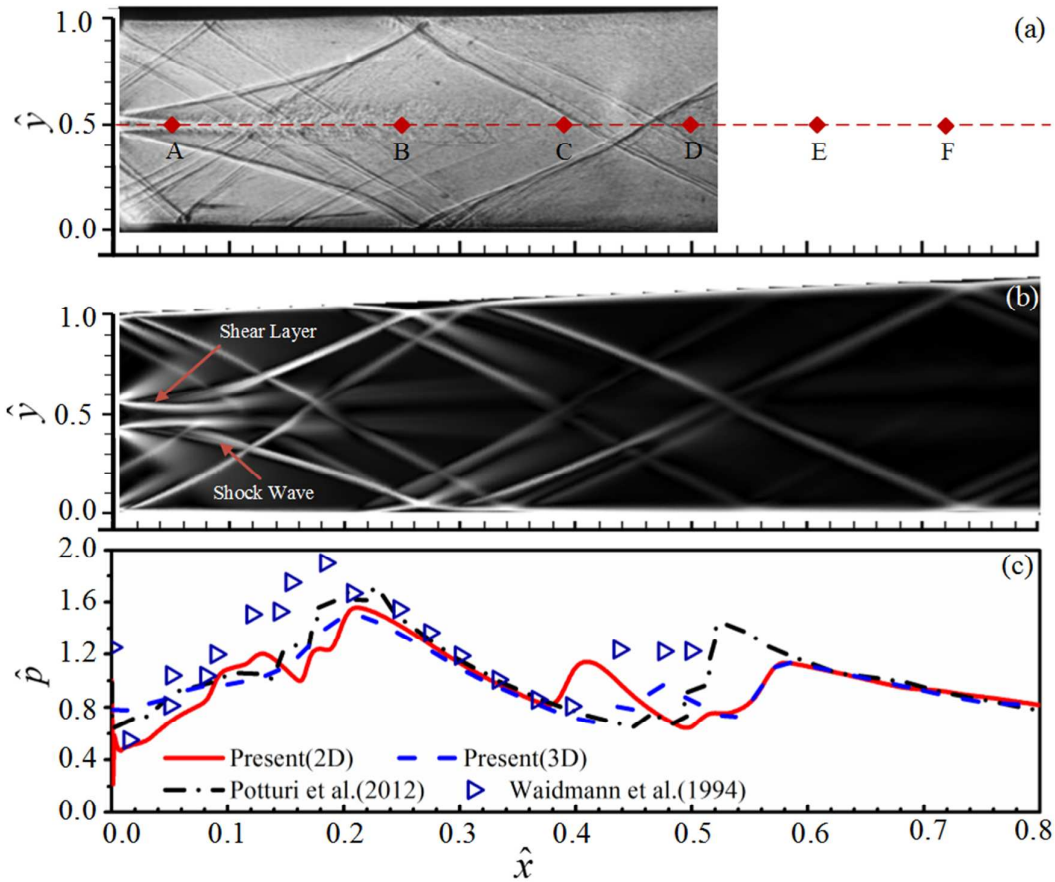 (a)
1.0
0.5
0.0
ŷ
A B C D E F
(b)
1.0
0.5
0.0
ŷ
Shear Layer
Shock Wave
(c)
2.0
1.6
1.2
0.8
0.4
0.0
p̂
Present(2D) Present(3D)
Potturi et al.(2012) Waidmann et al.(1994)
0.0 0.1 0.2 0.3 0.4 0.5 0.6 0.7 0.8
x̂